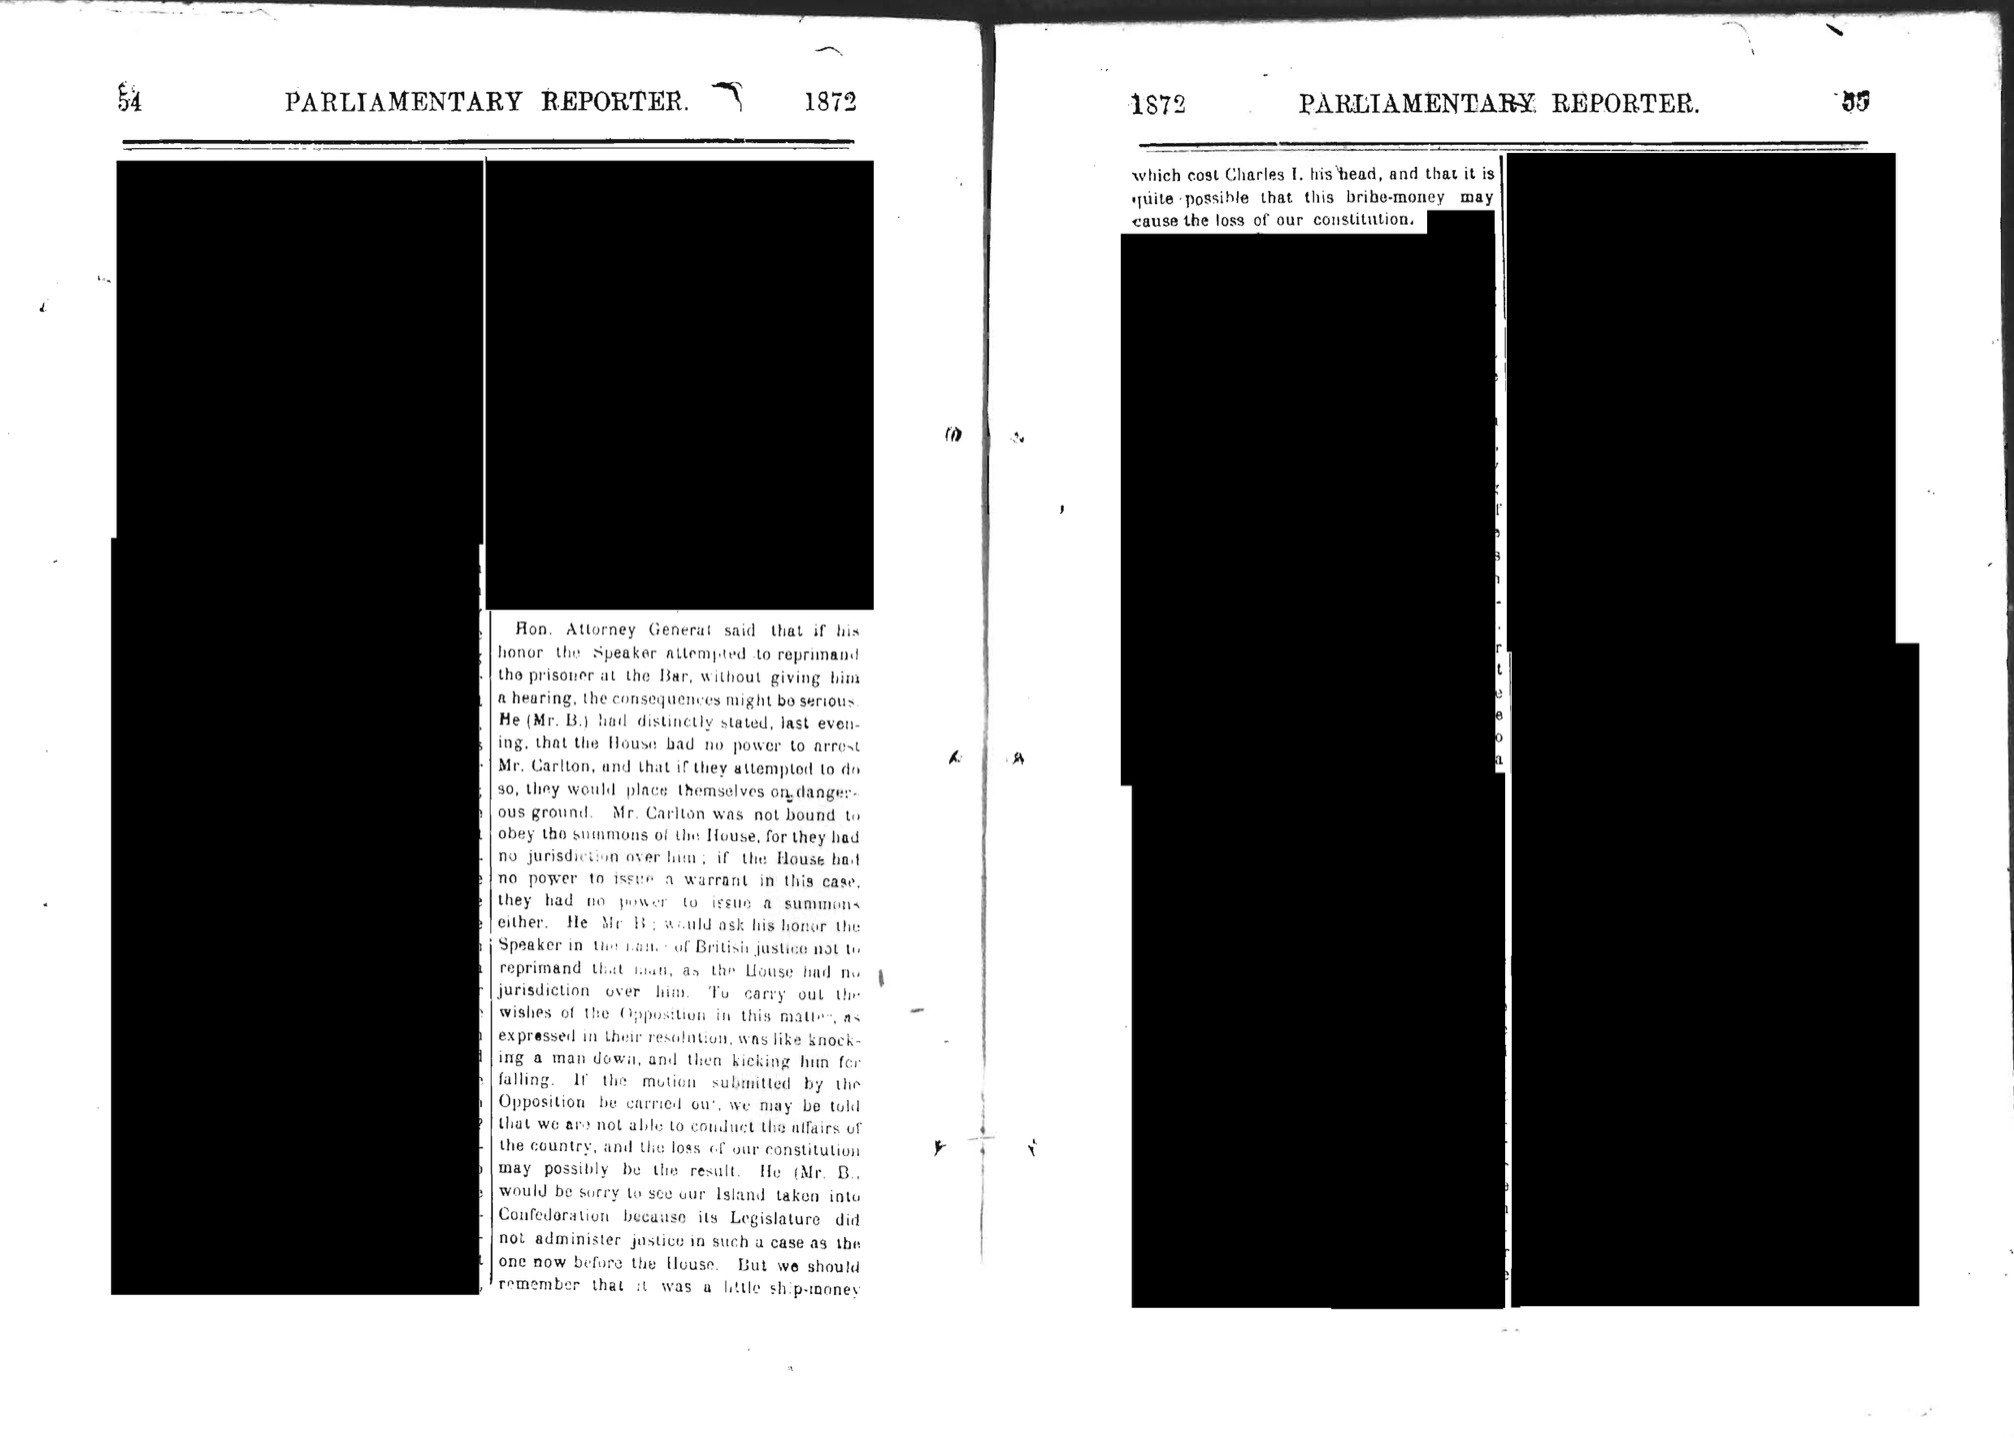 54 PARLIAMENTARY REPORTER. 1872
Hon. Attorney General said that if his
honor the Speaker attempted to reprimand
the prisoner at the Bar, without giving him
a hearing, the consequences might be serious.
He (Mr. B.) had distinctly stated, last even-
ing, that the House had no power to arrest
Mr. Carlton, and that if they attempted to do
so, they would place themselves on danger-
ous ground. Mr. Carlton was not bound to
obey the summons of the House, for they had
no jurisdiction over him; if the House had
no power to issue a warrant in this case,
they had no power to issue a summons
either. He Mr B; would ask his honor the
Speaker in the of British justice not to
reprimand that man, as the House had no
jurisdiction over him. To carry out the
wishes of the Opposition in this matter, as
expressed in their resolution, was like knock-
ing a man down, and then kicking him for
falling. If the motion submitted by the
Opposition be carried out, we may be told
that we are not able to conduct the affairs of
the country, and the loss of our constitution
may possibly be the result. He (Mr. B.,
would be sorry to see our Island taken into
Confederation because its Legislature did
not administer justice in such a case as the
one now before the House. But we should
remember that it was a little ship-money
1872 PARLIAMENTARY REPORTER. 55
which cost Charles I. his head, and that it is
quite possible that this bribe-money may
cause the loss of our constitution.